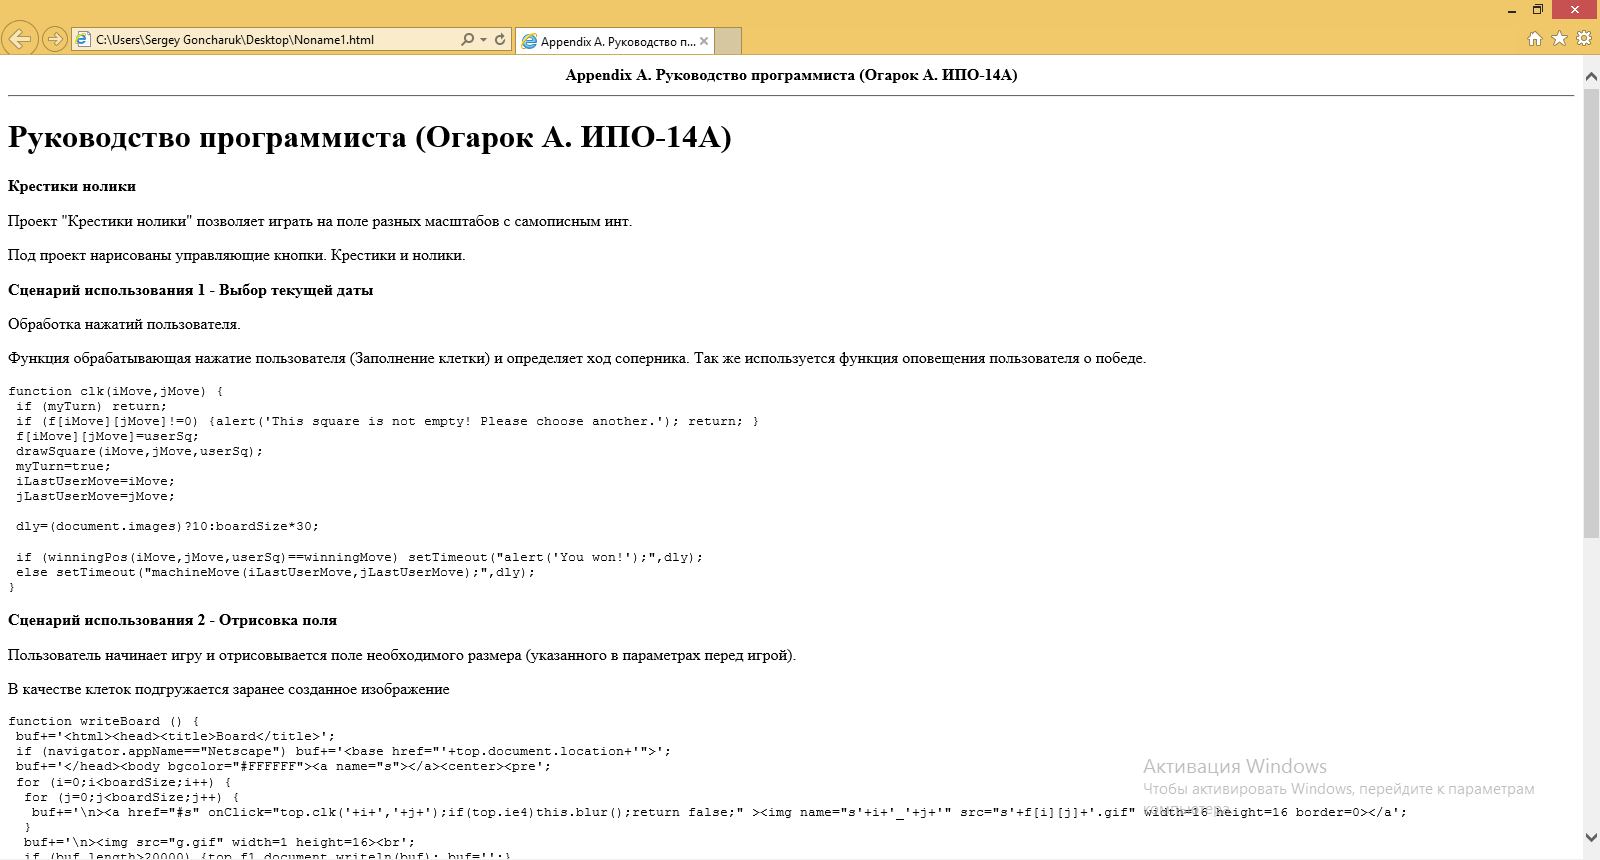 C:\Users\Sergey Goncharuk\Desktop\Noname1.html
Appendix A. Руководство п...
Appendix A. Руководство программиста (Огарок А. ИПО-14А)
Руководство программиста (Огарок А. ИПО-14А)
Крестики нолики
Проект "Крестики нолики" позволяет играть на поле разных масштабов с самописным инт.
Под проект нарисованы управляющие кнопки. Крестики и нолики.
Сценарий использования 1 - Выбор текущей даты
Обработка нажатий пользователя.
Функция обрабатывающая нажатие пользователя (Заполнение клетки) и определяет ход соперника. Так же используется функция оповещения пользователя о победе.
function clk(iMove,jMove) {
if (myTurn) return;
if (f[iMove][jMove]!=0) {alert('This square is not empty! Please choose another.'); return; }
f[iMove][jMove]=userSq;
drawSquare(iMove,jMove,userSq);
myTurn=true;
iLastUserMove=iMove;
jLastUserMove=jMove;
dly=(document.images)?10:boardSize*30;
if (winningPos(iMove,jMove,userSq)==winningMove) setTimeout("alert('You won!');",dly);
else setTimeout("machineMove(iLastUserMove,jLastUserMove);",dly);
}
Сценарий использования 2 - Отрисовка поля
Пользователь начинает игру и отрисовывается поле необходимого размера (указанного в параметрах перед игрой).
В качестве клеток подгружается заранее созданное изображение
function writeBoard () {
buf+='<html><head><title>Board</title>';
if (navigator.appName=="Netscape") buf+='<base href="'+top.document.location+'">';
buf+='</head><body bgcolor="#FFFFFF"><a name="s"></a><center><pre';
for (i=0;i<boardSize;i++) {
for (j=0;j<boardSize;j++) {
buf+='\n><a href="#s" onClick="top.clk('+i+','+j+');if(top.ie4)this.blur();return false;" ><img name="s'+i+'_'+j+'" src="s'+f[i][j]+'.gif" width=16 height=16 border=0></a';
}
buf+='\n><img src="g.gif" width=1 height=16><br';
if (buf.length>20000) {top.f1.document.writeln(buf); buf='';}
Активация Windows
Чтобы активировать Windows, перейдите к параметрам
компьютера.